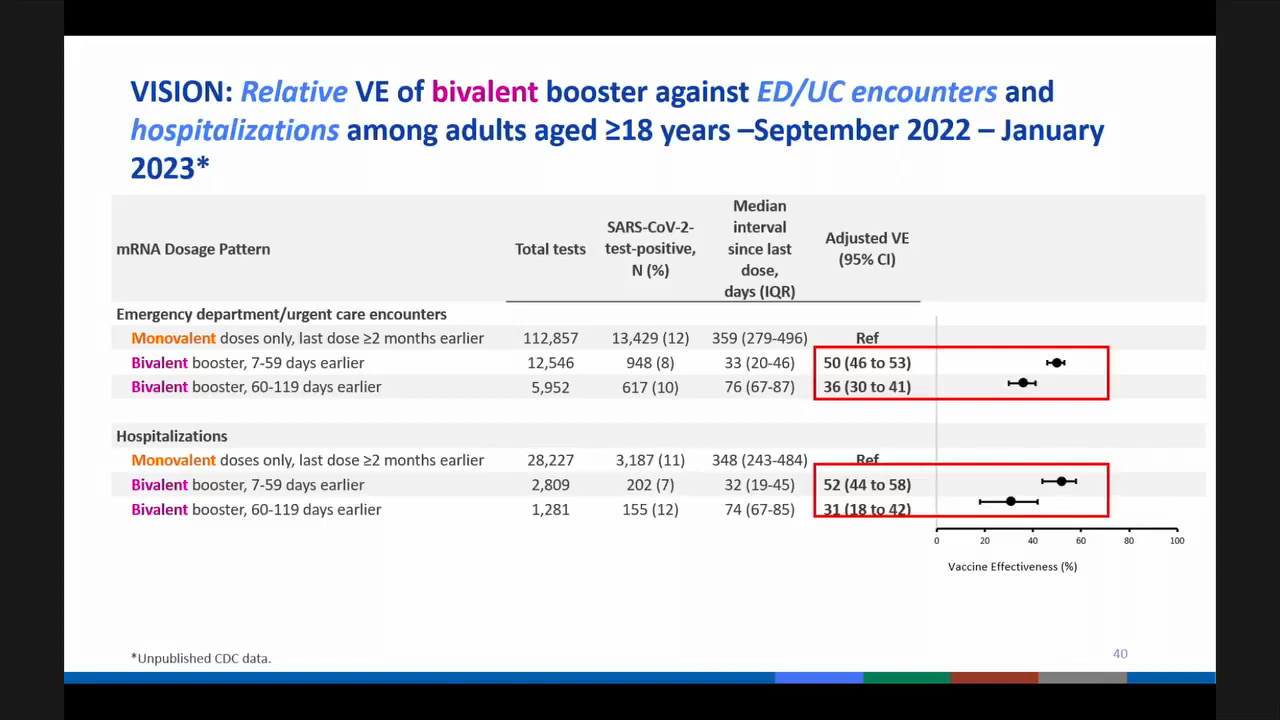 VISION: Relative VE of bivalent booster against ED/UC encounters and
hospitalizations among adults aged ≥18 years –September 2022 – January
2023*
mRNA Dosage Pattern
Total tests
SARS-CoV-2-
test-positive,
N (%)
Median
interval
since last
dose,
days (IQR)
Adjusted VE
(95% CI)
Emergency department/urgent care encounters
Monovalent doses only, last dose ≥2 months earlier 112,857 13,429 (12) 359 (279-496) Ref
Bivalent booster, 7-59 days earlier 12,546 948 (8) 33 (20-46) 50 (46 to 53)
Bivalent booster, 60-119 days earlier 5,952 617 (10) 76 (67-87) 36 (30 to 41)
Hospitalizations
Monovalent doses only, last dose ≥2 months earlier 28,227 3,187 (11) 348 (243-484) Ref
Bivalent booster, 7-59 days earlier 2,809 202 (7) 32 (19-45) 52 (44 to 58)
Bivalent booster, 60-119 days earlier 1,281 155 (12) 74 (67-85) 31 (18 to 42)
0 20 40 60 80 100
Vaccine Effectiveness (%)
*Unpublished CDC data.
40